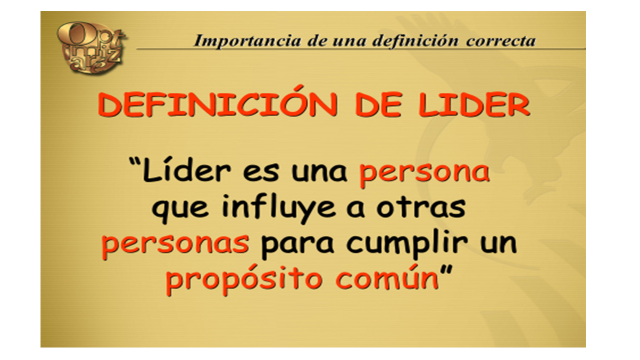 Optimizar
Importancia de una definición correcta
DEFINICIÓN DE LIDER
“Líder es una persona
que influye a otras
personas para cumplir un
propósito común”